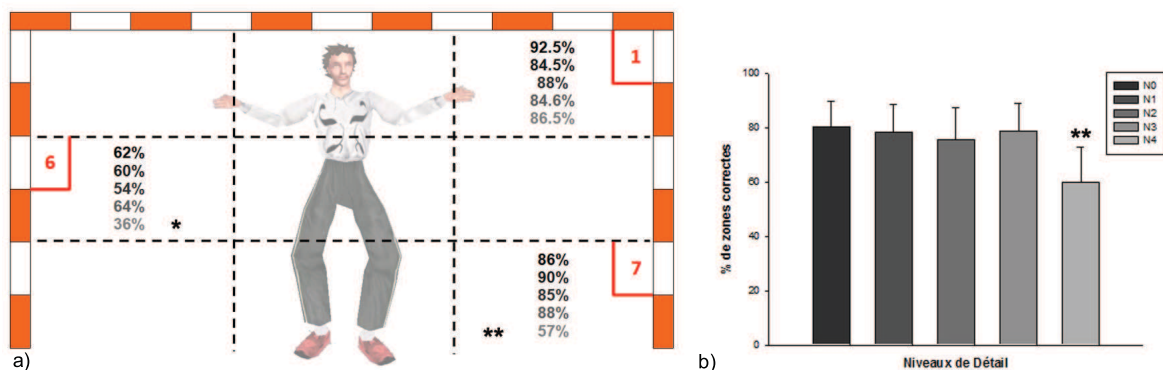 1
92.5%
84.5%
88%
84.6%
86.5%
6
62%
60%
54%
64%
36% *
7
86%
90%
85%
88%
57%
**
a)
% de zones correctes
100
80
60
40
20
0
**
N0
N1
N2
N3
N4
Niveaux de Détail
b)